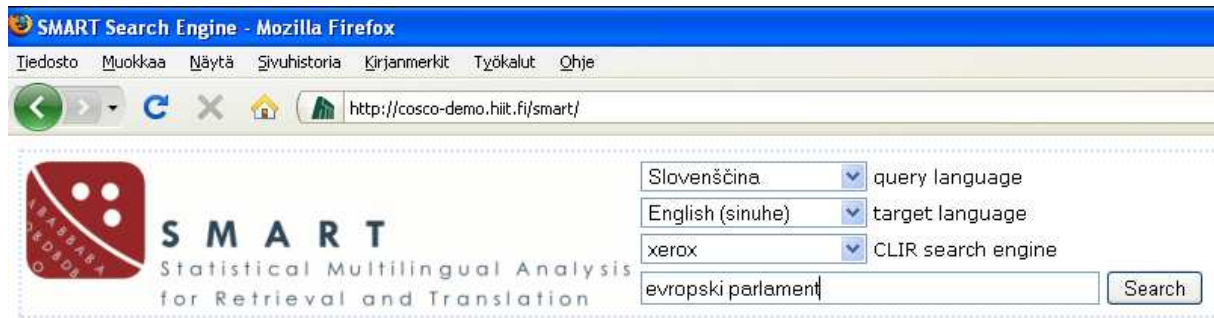 SMART Search Engine - Mozilla Firefox
Tiedosto Muokkaa Näytä Sivuhistoria Kirjanmerkit Työkalut Ohje
http://cosco-demo.hiit.fi/smart/
Slovenščina query language
English (sinuhe) target language
xerox CLIR search engine
evropski parlament Search
SMART
Statistical Multilingual Analysis
for Retrieval and Translation